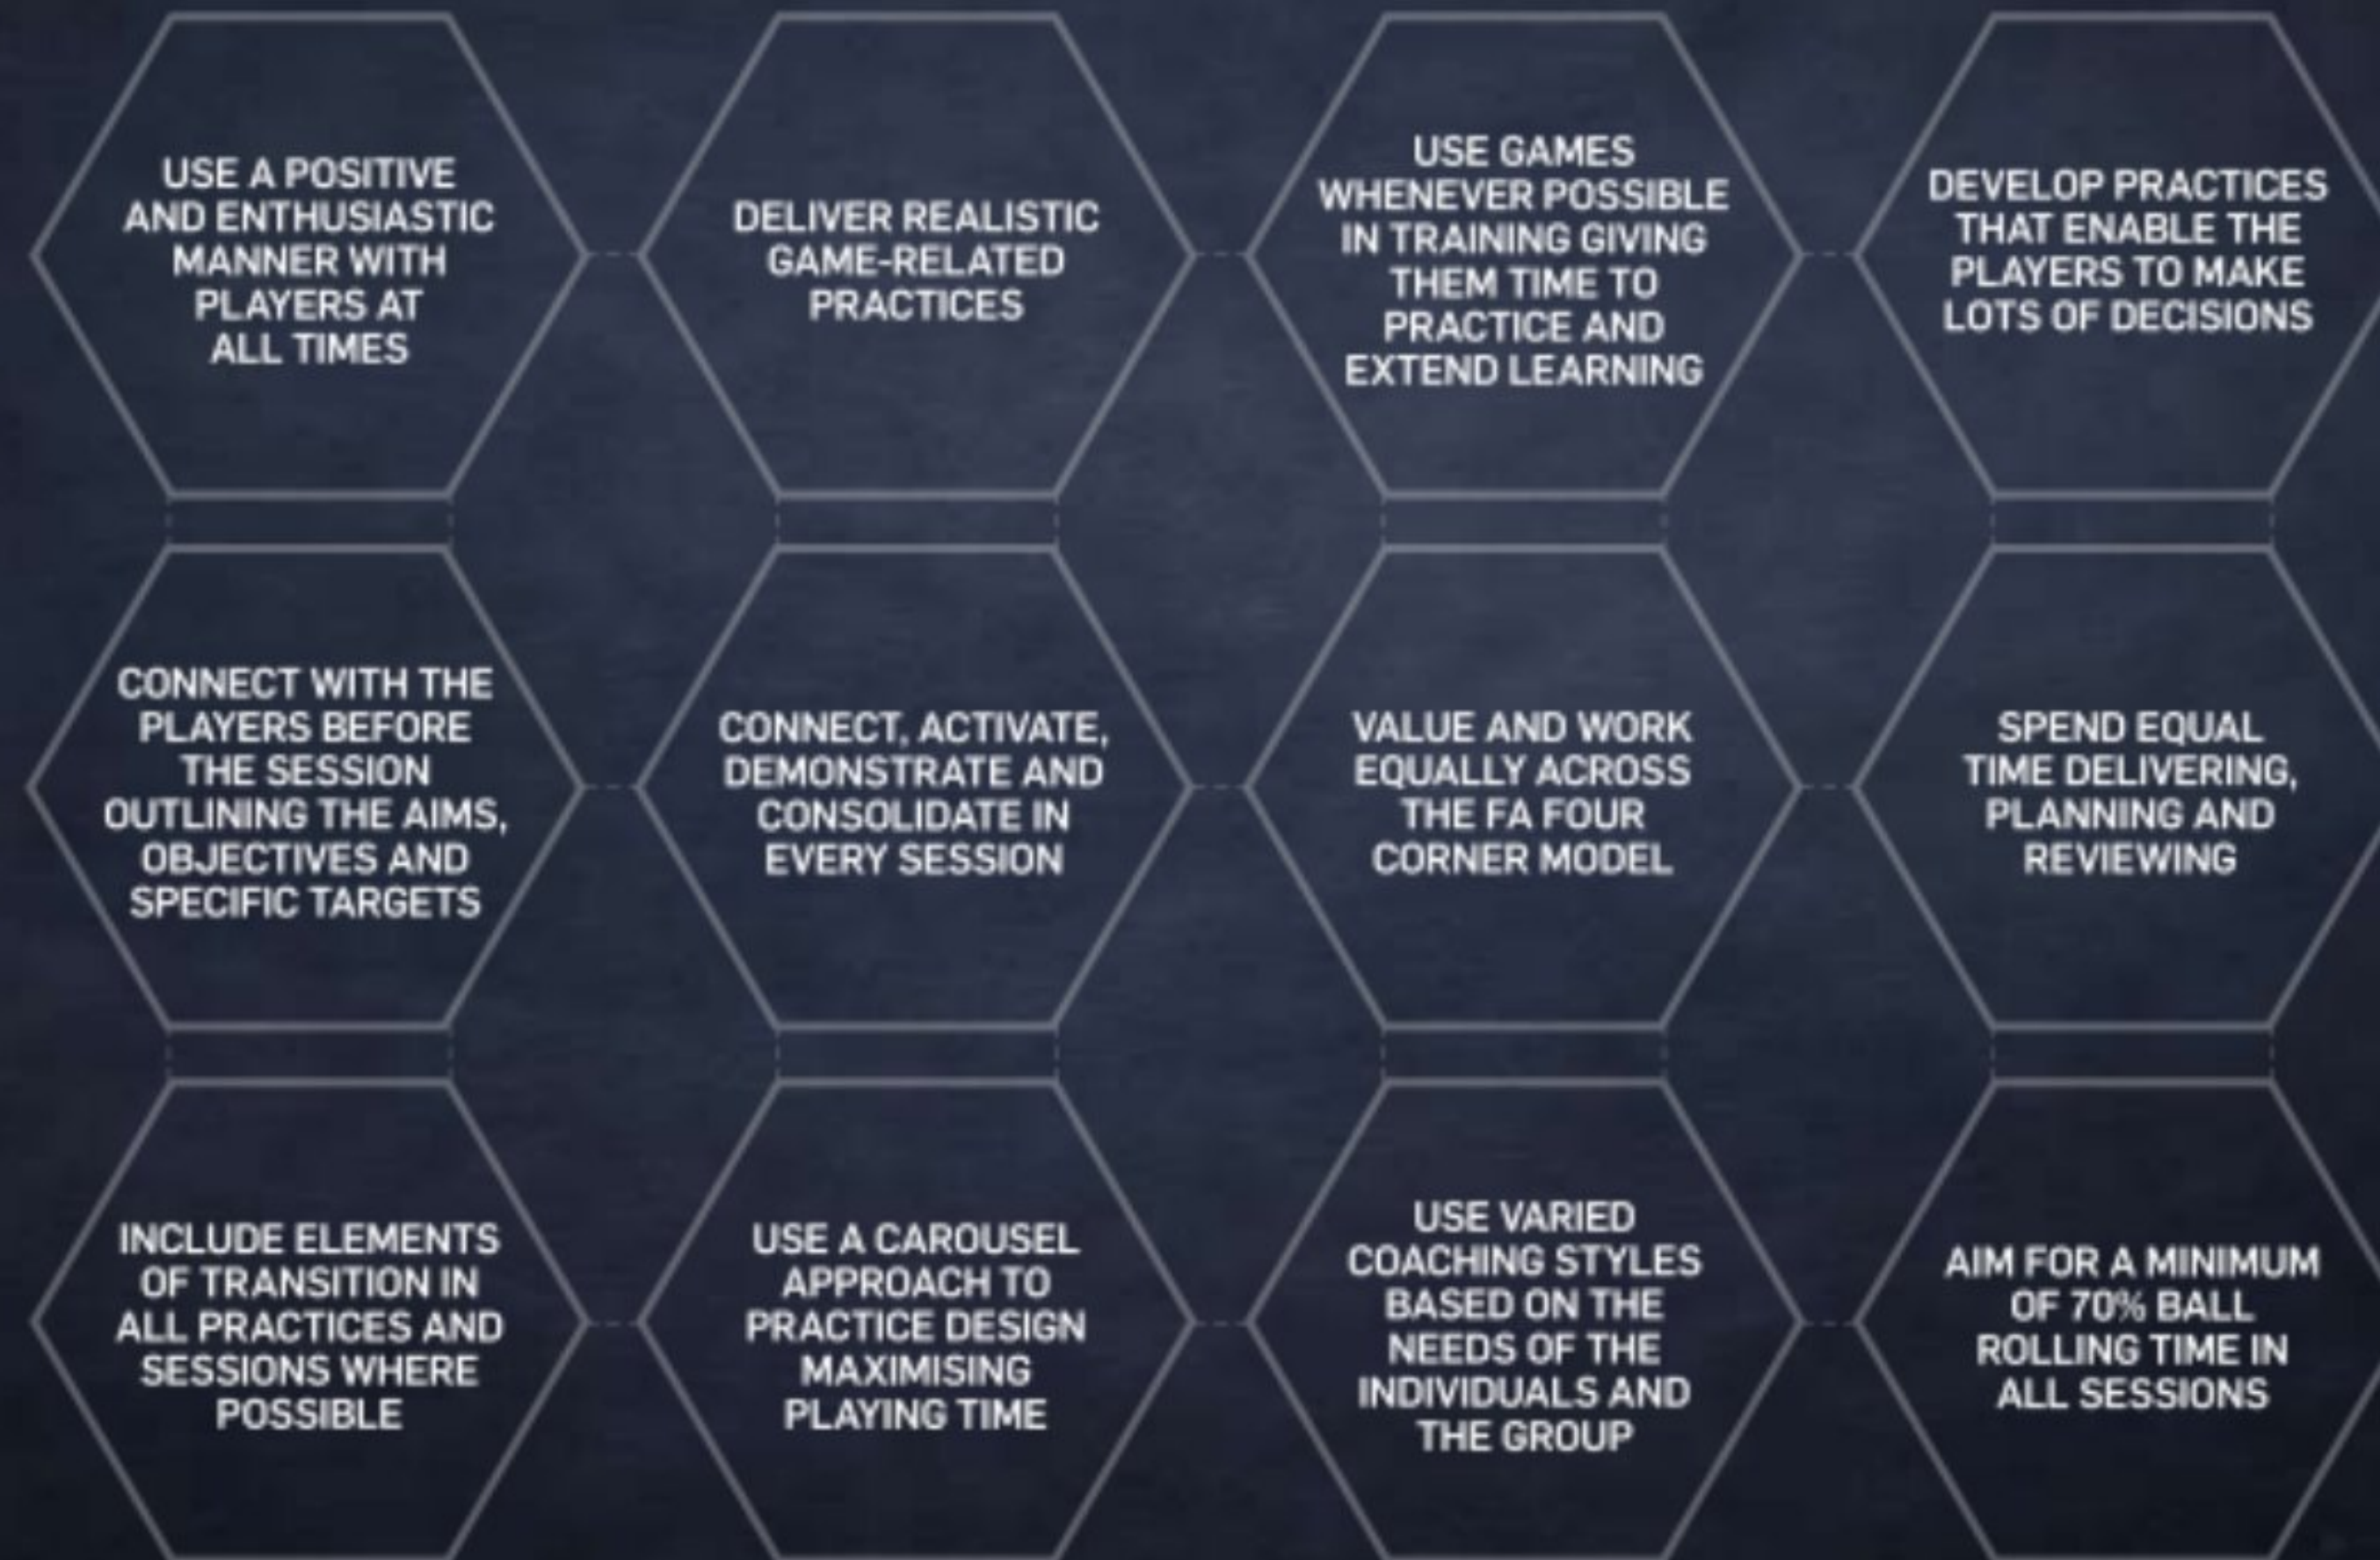 USE A POSITIVE
AND ENTHUSIASTIC
MANNER WITH
PLAYERS AT
ALL TIMES
DELIVER REALISTIC
GAME-RELATED
PRACTICES
USE GAMES
WHENEVER POSSIBLE
IN TRAINING GIVING
THEM TIME TO
PRACTICE AND
EXTEND LEARNING
DEVELOP PRACTICES
THAT ENABLE THE
PLAYERS TO MAKE
LOTS OF DECISIONS
CONNECT WITH THE
PLAYERS BEFORE
THE SESSION
OUTLINING THE AIMS,
OBJECTIVES AND
SPECIFIC TARGETS
CONNECT, ACTIVATE,
DEMONSTRATE AND
CONSOLIDATE IN
EVERY SESSION
VALUE AND WORK
EQUALLY ACROSS
THE FA FOUR
CORNER MODEL
SPEND EQUAL
TIME DELIVERING,
PLANNING AND
REVIEWING
INCLUDE ELEMENTS
OF TRANSITION IN
ALL PRACTICES AND
SESSIONS WHERE
POSSIBLE
USE A CAROUSEL
APPROACH TO
PRACTICE DESIGN
MAXIMISING
PLAYING TIME
USE VARIED
COACHING STYLES
BASED ON THE
NEEDS OF THE
INDIVIDUALS AND
THE GROUP
AIM FOR A MINIMUM
OF 70% BALL
ROLLING TIME IN
ALL SESSIONS